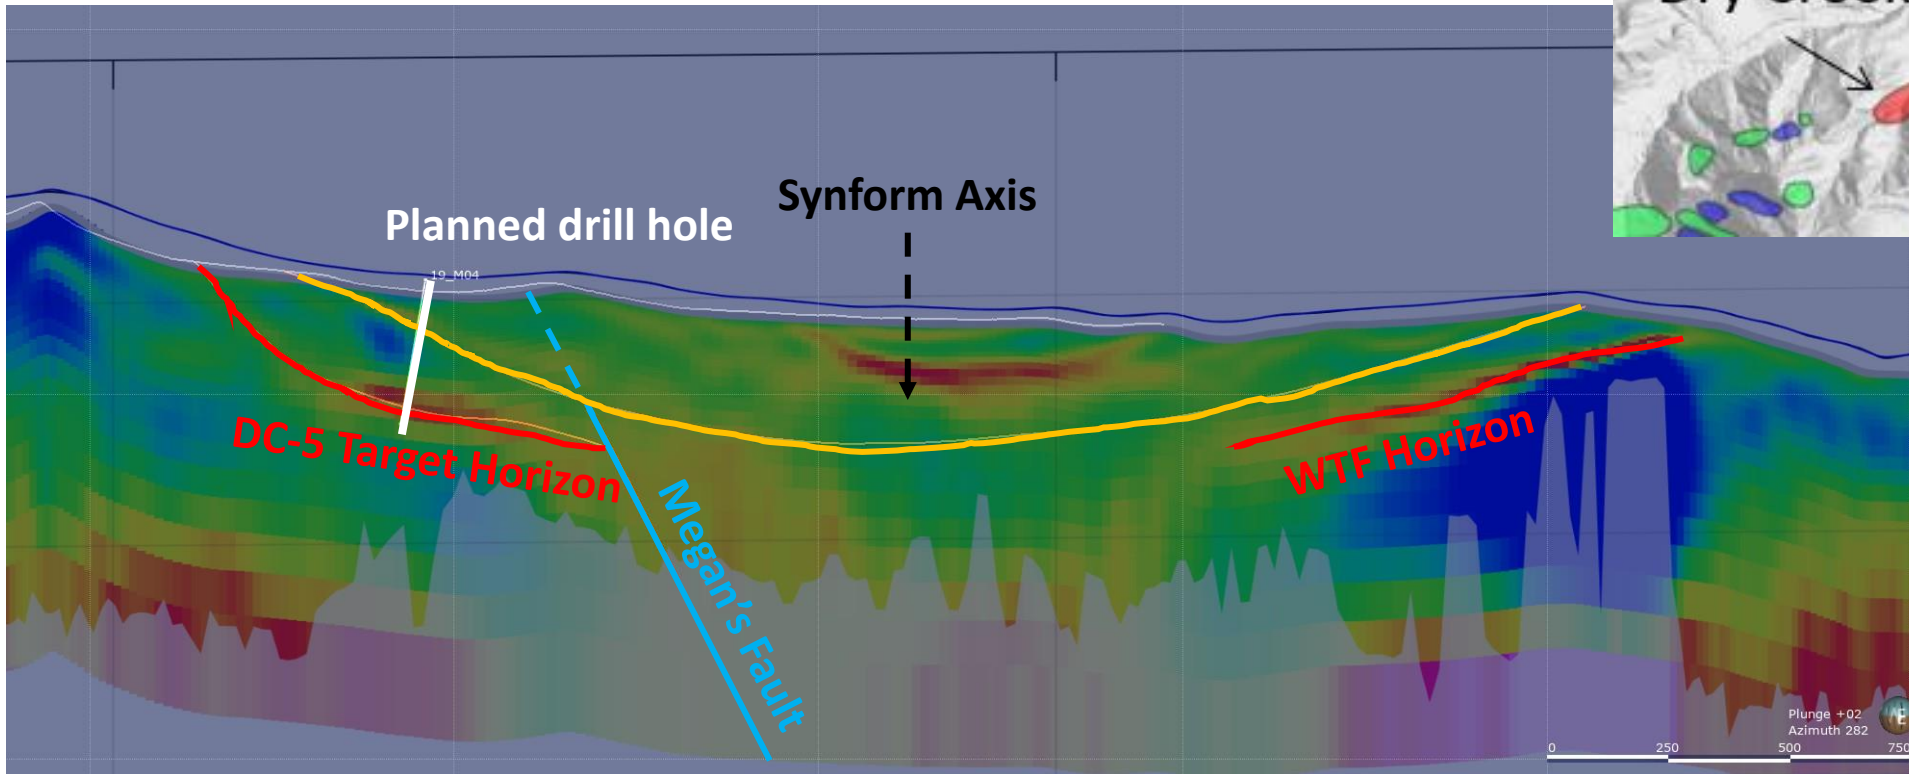 Planned drill hole
Synform Axis
19_M04
DC-5 Target Horizon
WTF Horizon
Megan's Fault
Plunge +02
Azimuth 282
0 250 500 750
E